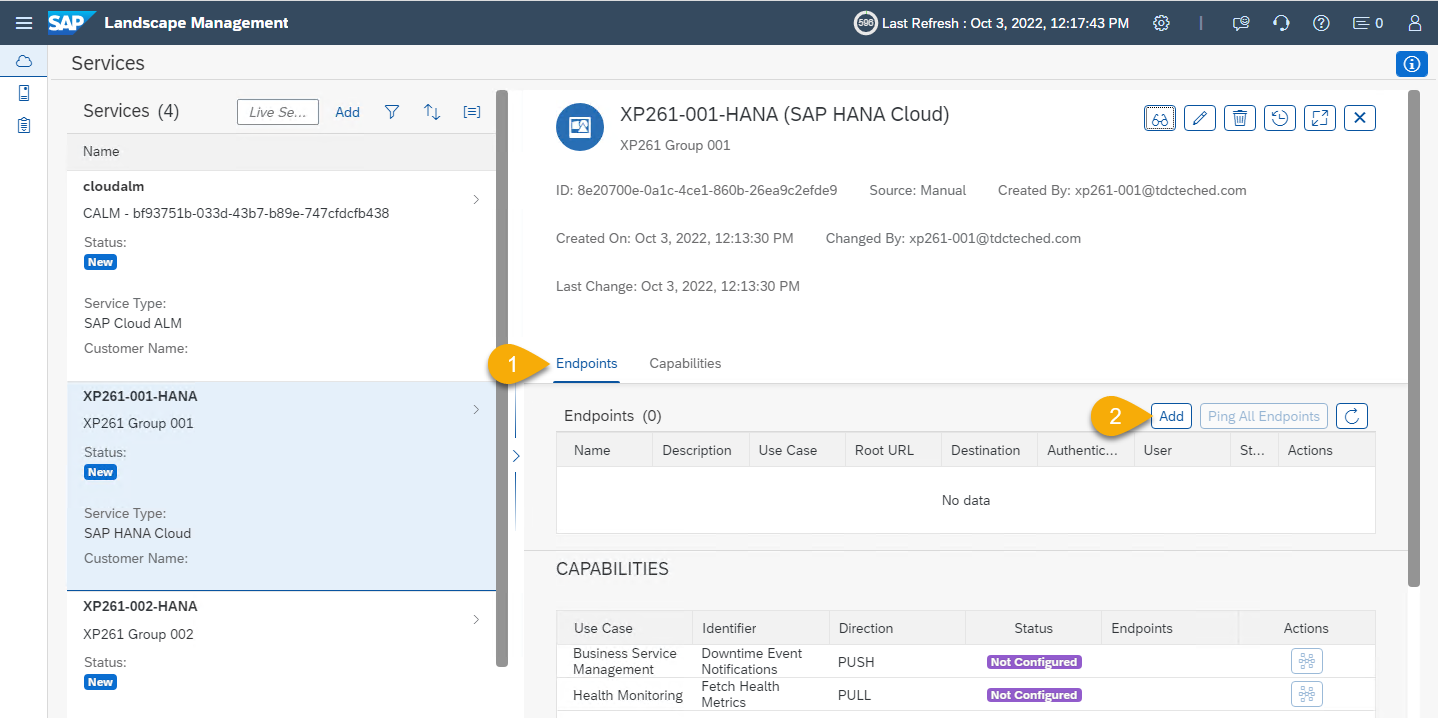 SAP Landscape Management
596 Last Refresh : Oct 3, 2022, 12:17:43 PM
0
Services
Services (4)
Live Se...
Add
Name
cloudalm
CALM - bf93751b-033d-43b7-b89e-747cfdcfb438
Status:
New
Service Type:
SAP Cloud ALM
Customer Name:
XP261-001-HANA
XP261 Group 001
Status:
New
Service Type:
SAP HANA Cloud
Customer Name:
XP261-002-HANA
XP261 Group 002
Status:
New
XP261-001-HANA (SAP HANA Cloud)
XP261 Group 001
ID: 8e20700e-0a1c-4ce1-860b-26ea9c2efde9 Source: Manual Created By: xp261-001@tdcteched.com
Created On: Oct 3, 2022, 12:13:30 PM Changed By: xp261-001@tdcteched.com
Last Change: Oct 3, 2022, 12:13:30 PM
1 Endpoints Capabilities
Endpoints (0) 2 Add Ping All Endpoints
Name Description Use Case Root URL Destination Authentic... User St... Actions
No data
CAPABILITIES
Use Case Identifier Direction Status Endpoints Actions
Business Service Management Downtime Event Notifications PUSH Not Configured
Health Monitoring Fetch Health Metrics PULL Not Configured